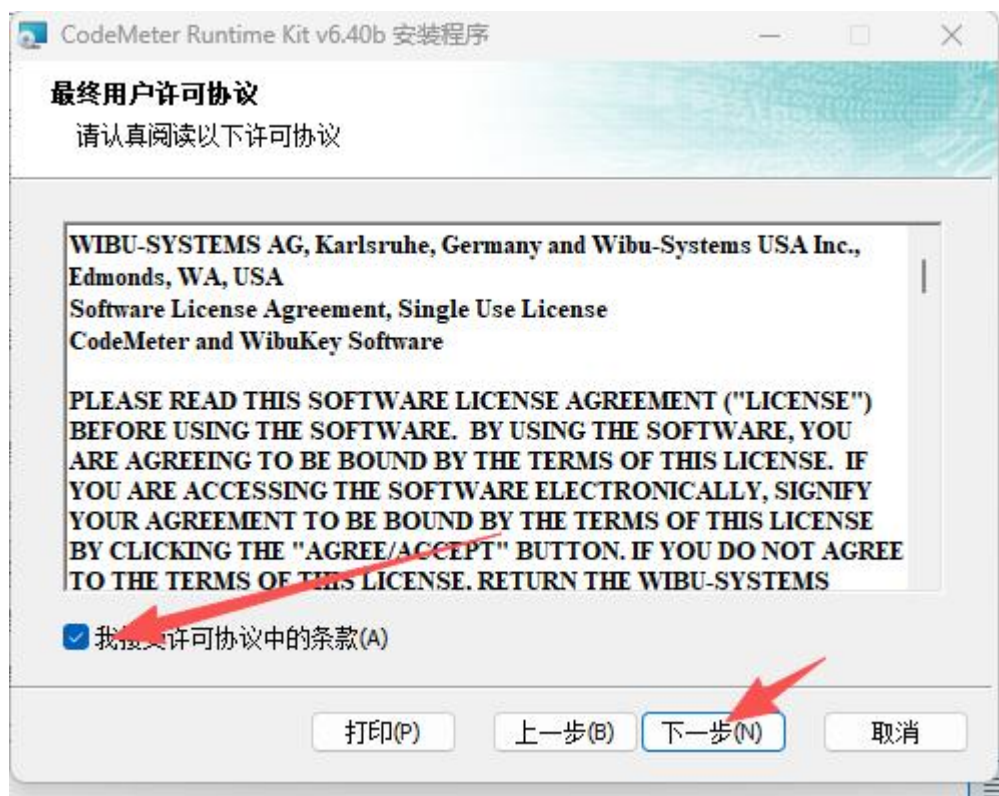 CodeMeter Runtime Kit v6.40b 安装程序
最终用户许可协议
请认真阅读以下许可协议
WIBU-SYSTEMS AG, Karlsruhe, Germany and Wibu-Systems USA Inc.,
Edmonds, WA, USA
Software License Agreement, Single Use License
CodeMeter and WibuKey Software
PLEASE READ THIS SOFTWARE LICENSE AGREEMENT ("LICENSE")
BEFORE USING THE SOFTWARE.  BY USING THE SOFTWARE, YOU
ARE AGREEING TO BE BOUND BY THE TERMS OF THIS LICENSE.  IF
YOU ARE ACCESSING THE SOFTWARE ELECTRONICALLY, SIGNIFY
YOUR AGREEMENT TO BE BOUND BY THE TERMS OF THIS LICENSE
BY CLICKING THE "AGREE/ACCEPT" BUTTON. IF YOU DO NOT AGREE
TO THE TERMS OF THIS LICENSE, RETURN THE WIBU-SYSTEMS
我接受许可协议中的条款(A)
打印(P) 上一步(B) 下一步(N) 取消